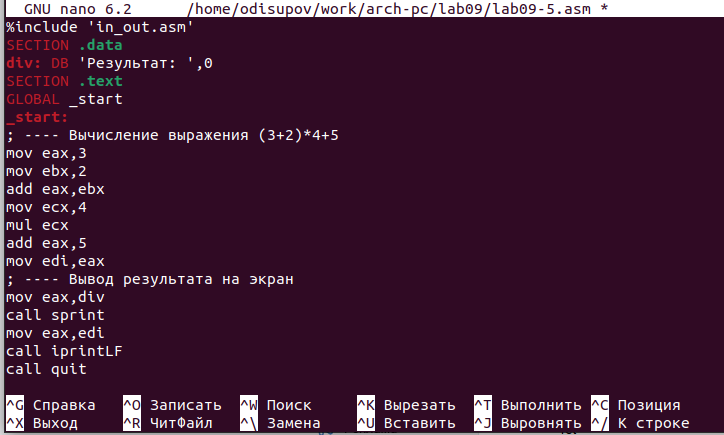 GNU nano 6.2 /home/odisupov/work/arch-pc/lab09/lab09-5.asm *
%include 'in_out.asm'
SECTION .data
div: DB 'Результат: ',0
SECTION .text
GLOBAL _start
_start:
; ---- Вычисление выражения (3+2)*4+5
mov eax,3
mov ebx,2
add eax,ebx
mov ecx,4
mul ecx
add eax,5
mov edi,eax
; ---- Вывод результата на экран
mov eax,div
call sprint
mov eax,edi
call iprintLF
call quit
^G Справка ^O Записать ^W Поиск ^K Вырезать ^T Выполнить ^C Позиция
^X Выход ^R ЧитФайл ^\ Замена ^U Вставить ^J Выровнять ^/ К строке